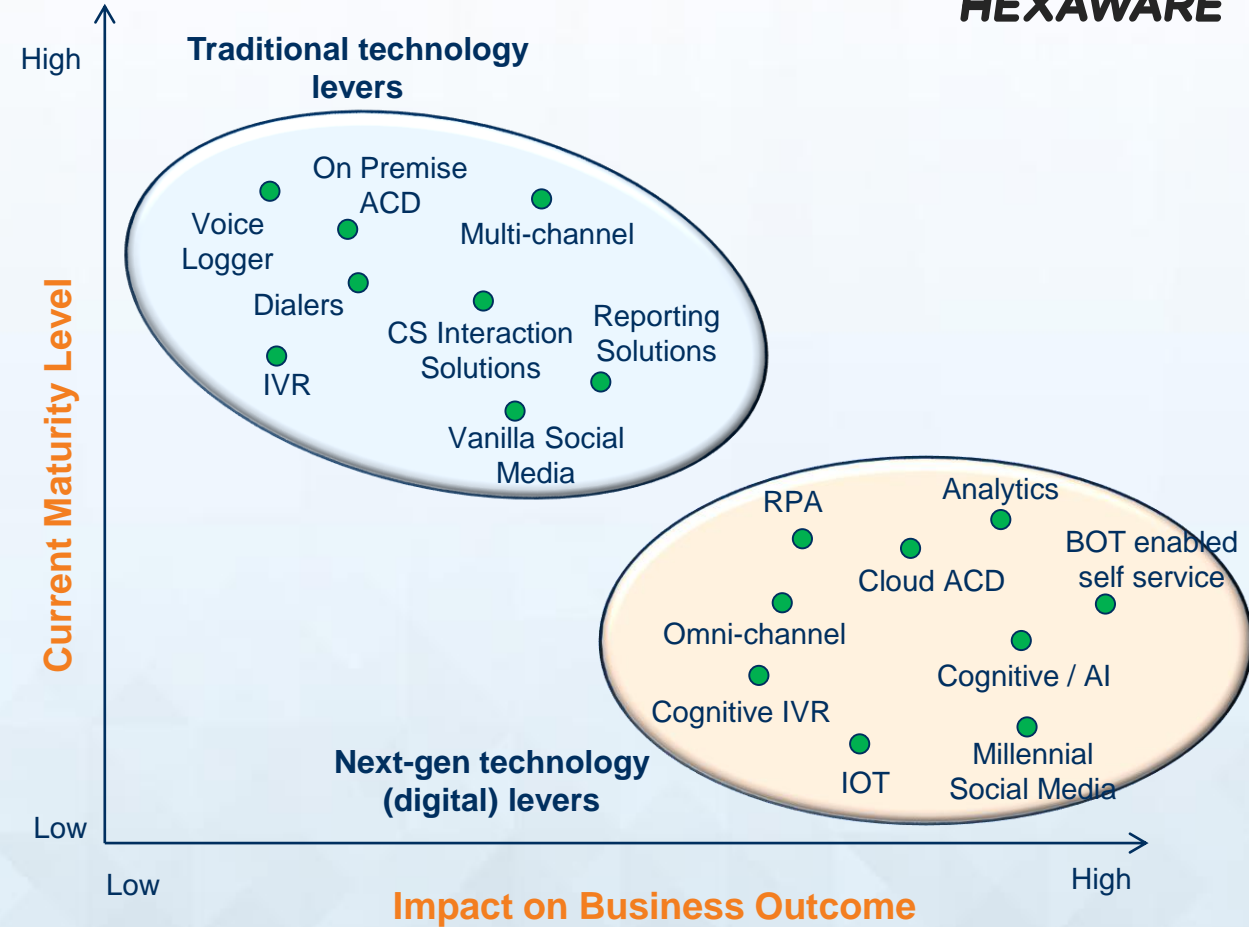 HEXAWARE
High
Traditional technology
levers
On Premise
ACD
Voice
Logger
Multi-channel
Dialers
CS Interaction
Solutions
Reporting
Solutions
IVR
Vanilla Social
Media
Current Maturity Level
RPA
Analytics
BOT enabled
self service
Cloud ACD
Omni-channel
Cognitive / AI
Cognitive IVR
Next-gen technology
(digital) levers
IOT
Millennial
Social Media
Low
Low
High
Impact on Business Outcome